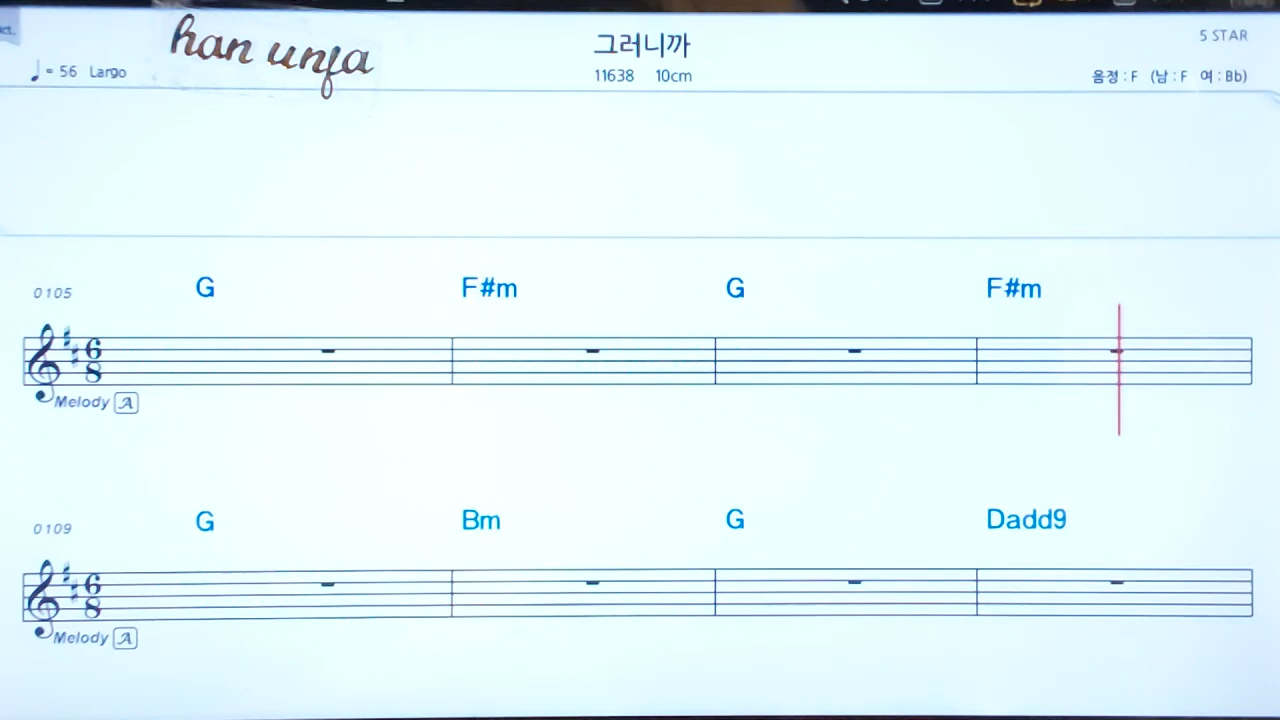 han unfa
그러니까
5 STAR
♩= 56 Largo
11638 10cm
음정 : F (남 : F 여 : Bb)
0105
G F#m G F#m
6 8
Melody A
0109
G Bm G Dadd9
6 8
Melody A